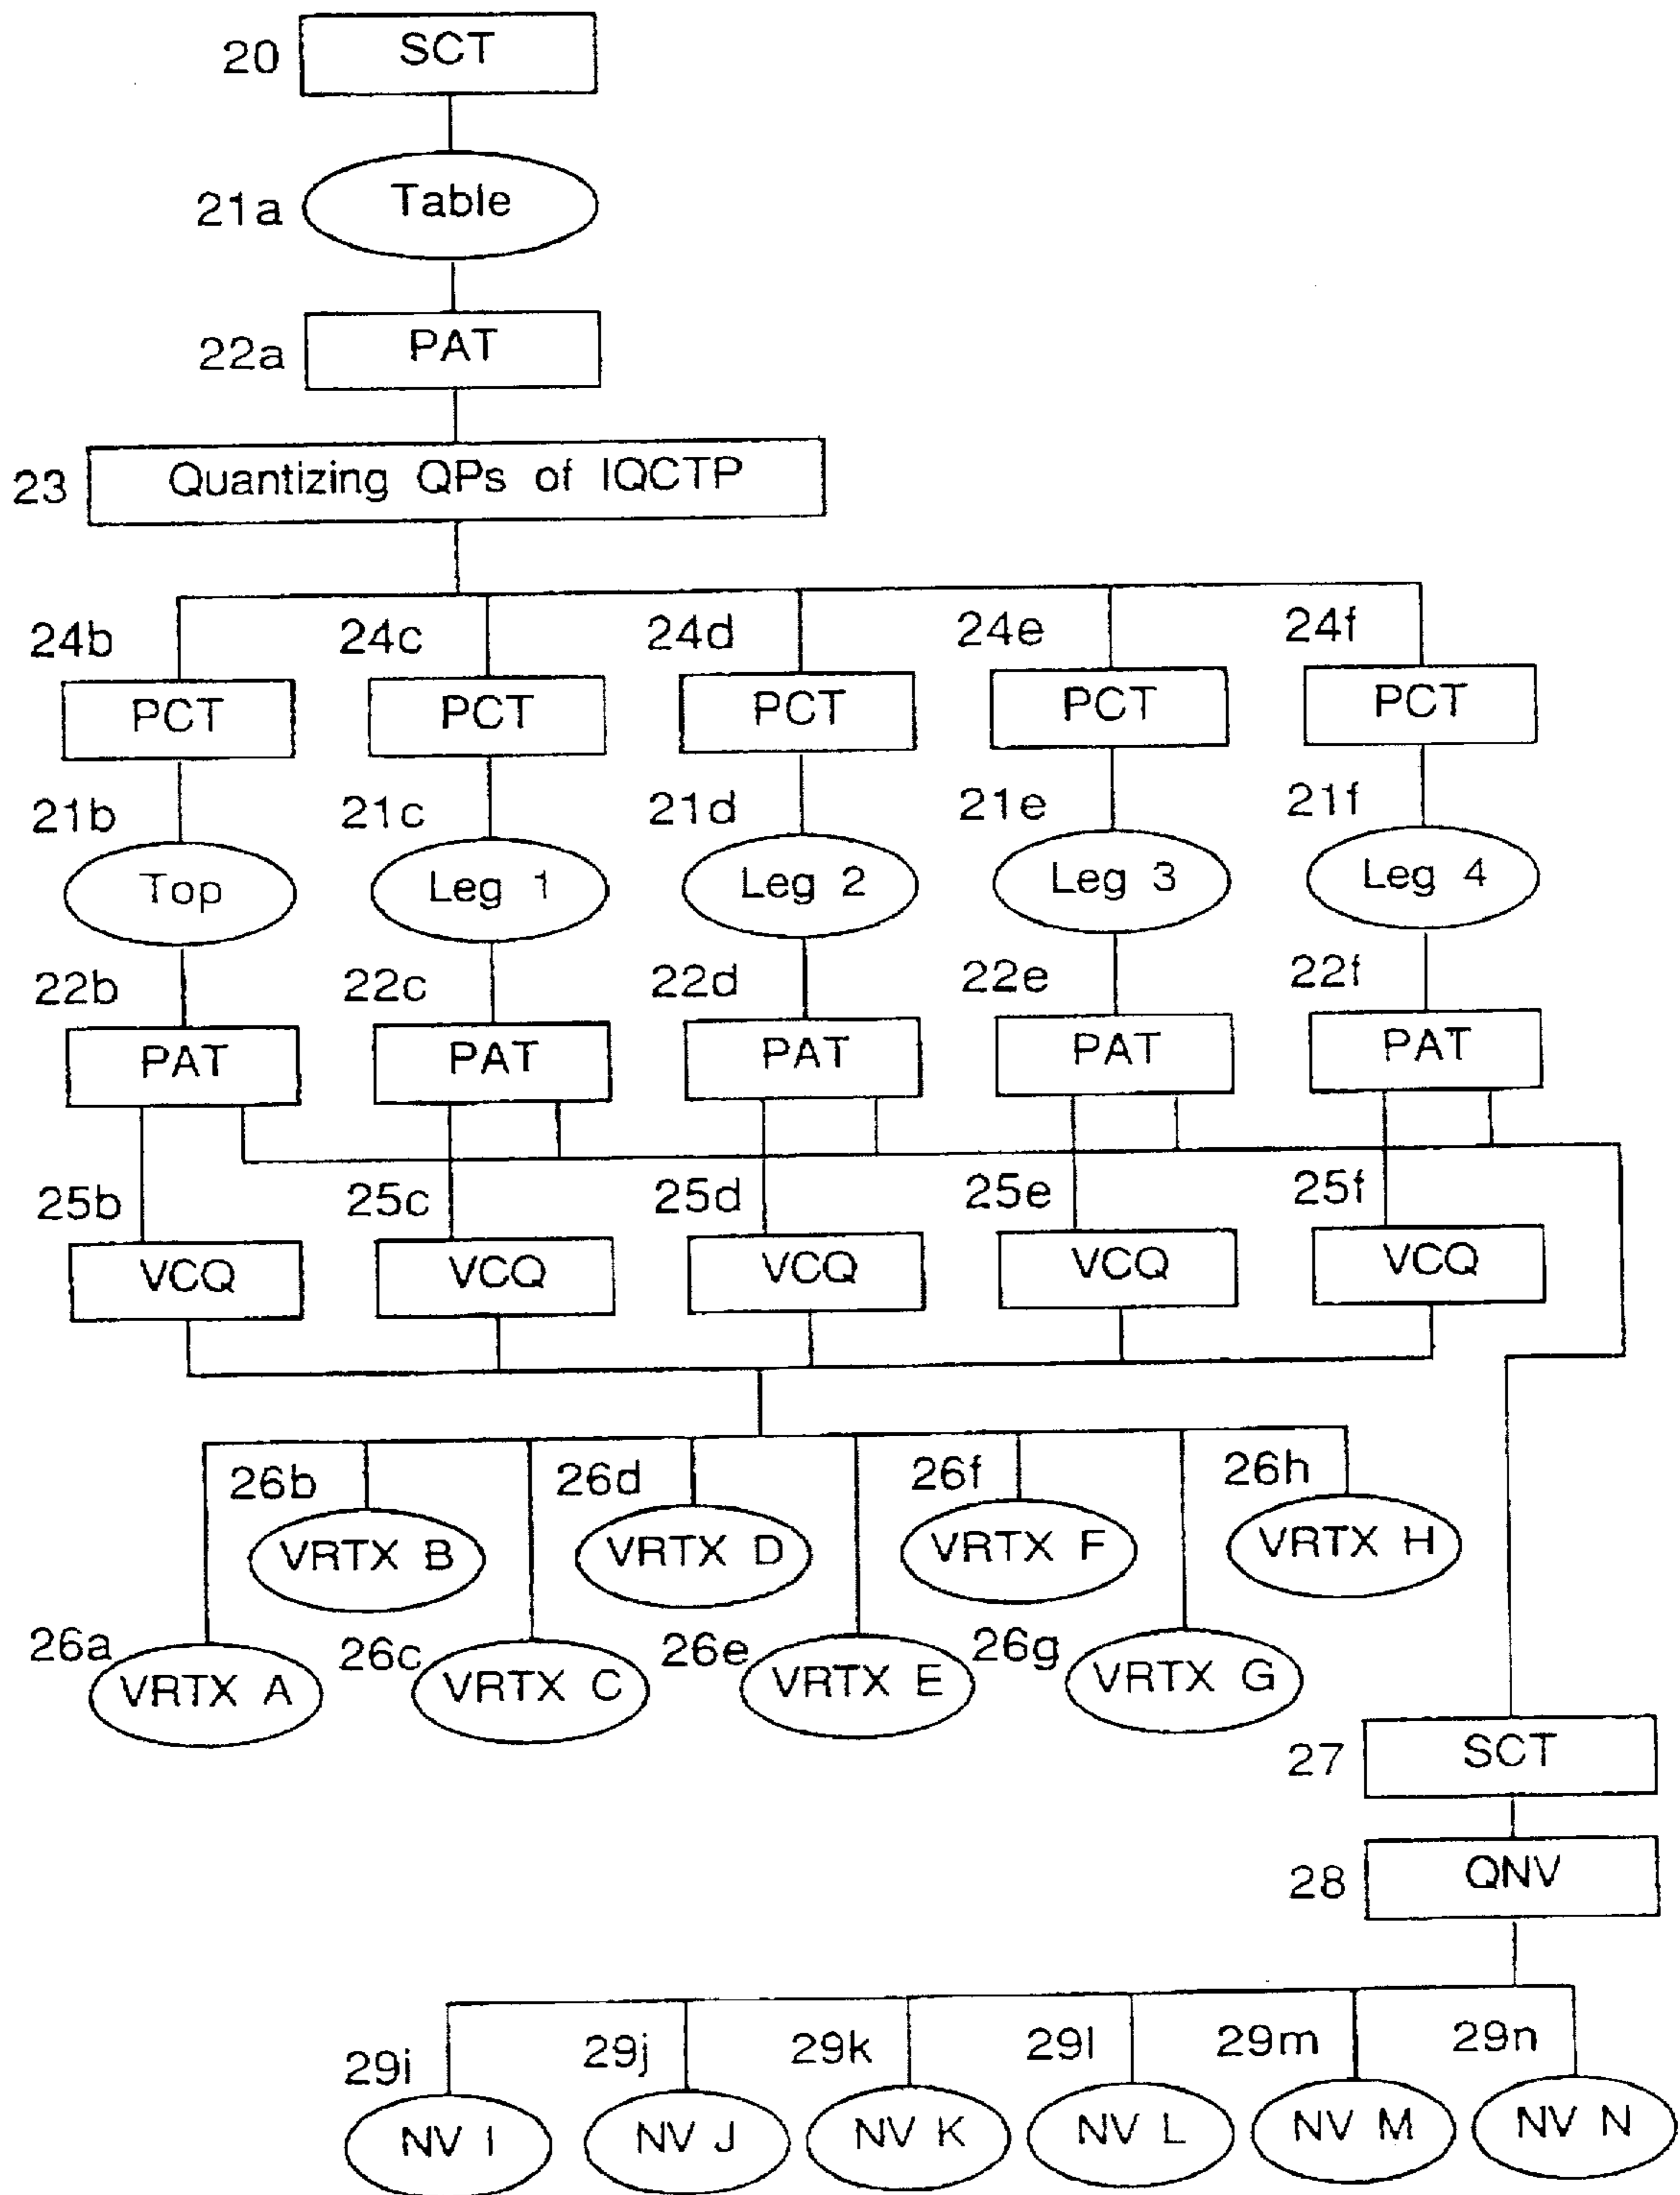 20 SCT
21a Table
22a PAT
23 Quantizing QPs of IQCTP
24b 24c 24d 24e 24f
PCT PCT PCT PCT PCT
21b 21c 21d 21e 21f
Top Leg 1 Leg 2 Leg 3 Leg 4
22b 22c 22d 22e 22f
PAT PAT PAT PAT PAT
25b 25c 25d 25e 25f
VCQ VCQ VCQ VCQ VCQ
26b 26d 26f 26h
VRTX B VRTX D VRTX F VRTX H
26a 26c 26e 26g
VRTX A VRTX C VRTX E VRTX G
27 SCT
28 QNV
29i 29j 29k 29l 29m 29n
NV I NV J NV K NV L NV M NV N